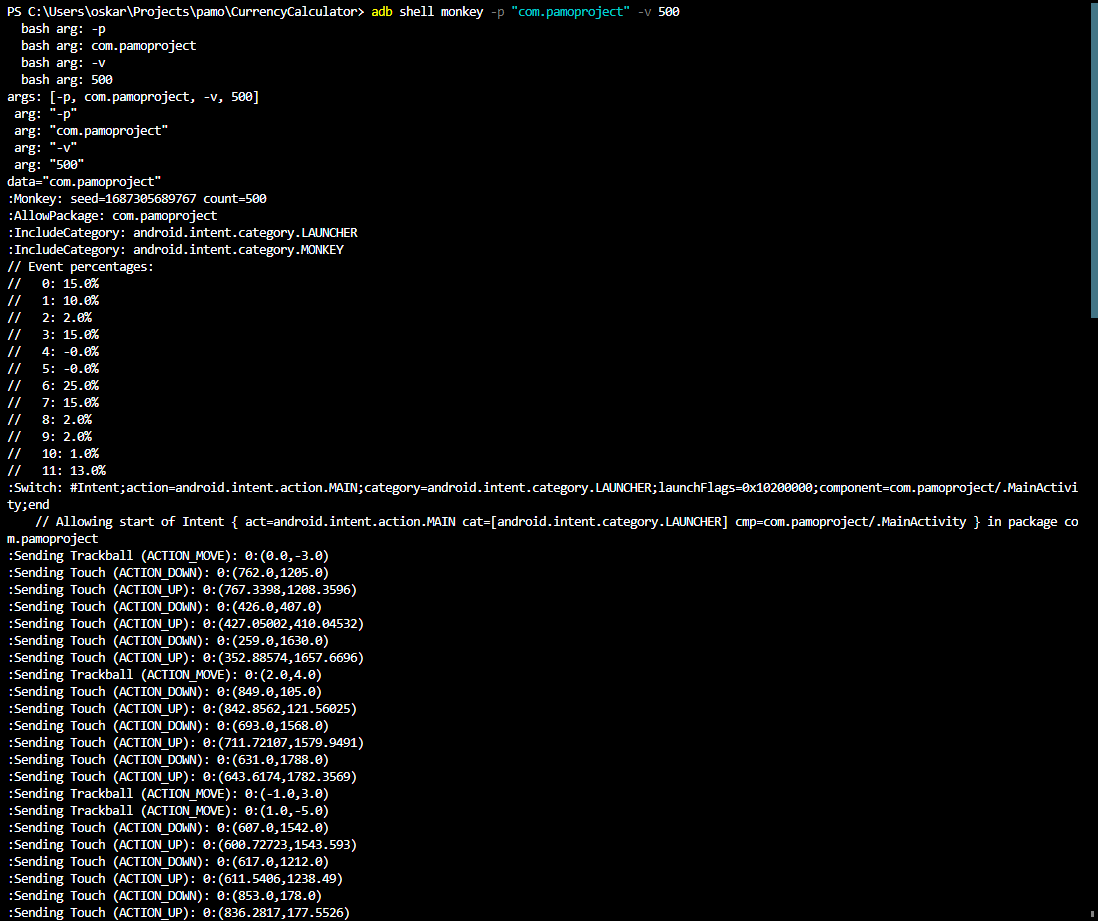 PS C:\Users\oskar\Projects\pamo\CurrencyCalculator> adb shell monkey -p "com.pamoproject" -v 500
  bash arg: -p
  bash arg: com.pamoproject
  bash arg: -v
  bash arg: 500
args: [-p, com.pamoproject, -v, 500]
 arg: "-p"
 arg: "com.pamoproject"
 arg: "-v"
 arg: "500"
data="com.pamoproject"
:Monkey: seed=1687305689767 count=500
:AllowPackage: com.pamoproject
:IncludeCategory: android.intent.category.LAUNCHER
:IncludeCategory: android.intent.category.MONKEY
// Event percentages:
//   0: 15.0%
//   1: 10.0%
//   2: 2.0%
//   3: 15.0%
//   4: -0.0%
//   5: -0.0%
//   6: 25.0%
//   7: 15.0%
//   8: 2.0%
//   9: 2.0%
//   10: 1.0%
//   11: 13.0%
:Switch: #Intent;action=android.intent.action.MAIN;category=android.intent.category.LAUNCHER;launchFlags=0x10200000;component=com.pamoproject/.MainActivi
ty;end
    // Allowing start of Intent { act=android.intent.action.MAIN cat=[android.intent.category.LAUNCHER] cmp=com.pamoproject/.MainActivity } in package co
m.pamoproject
:Sending Trackball (ACTION_MOVE): 0:(0.0,-3.0)
:Sending Touch (ACTION_DOWN): 0:(762.0,1205.0)
:Sending Touch (ACTION_UP): 0:(767.3398,1208.3596)
:Sending Touch (ACTION_DOWN): 0:(426.0,407.0)
:Sending Touch (ACTION_UP): 0:(427.05002,410.04532)
:Sending Touch (ACTION_DOWN): 0:(259.0,1630.0)
:Sending Touch (ACTION_UP): 0:(352.88574,1657.6696)
:Sending Trackball (ACTION_MOVE): 0:(2.0,4.0)
:Sending Touch (ACTION_DOWN): 0:(849.0,105.0)
:Sending Touch (ACTION_UP): 0:(842.8562,121.56025)
:Sending Touch (ACTION_DOWN): 0:(693.0,1568.0)
:Sending Touch (ACTION_UP): 0:(711.72107,1579.9491)
:Sending Touch (ACTION_DOWN): 0:(631.0,1788.0)
:Sending Touch (ACTION_UP): 0:(643.6174,1782.3569)
:Sending Trackball (ACTION_MOVE): 0:(-1.0,3.0)
:Sending Trackball (ACTION_MOVE): 0:(1.0,-5.0)
:Sending Touch (ACTION_DOWN): 0:(607.0,1542.0)
:Sending Touch (ACTION_UP): 0:(600.72723,1543.593)
:Sending Touch (ACTION_DOWN): 0:(617.0,1212.0)
:Sending Touch (ACTION_UP): 0:(611.5406,1238.49)
:Sending Touch (ACTION_DOWN): 0:(853.0,178.0)
:Sending Touch (ACTION_UP): 0:(836.2817,177.5526)